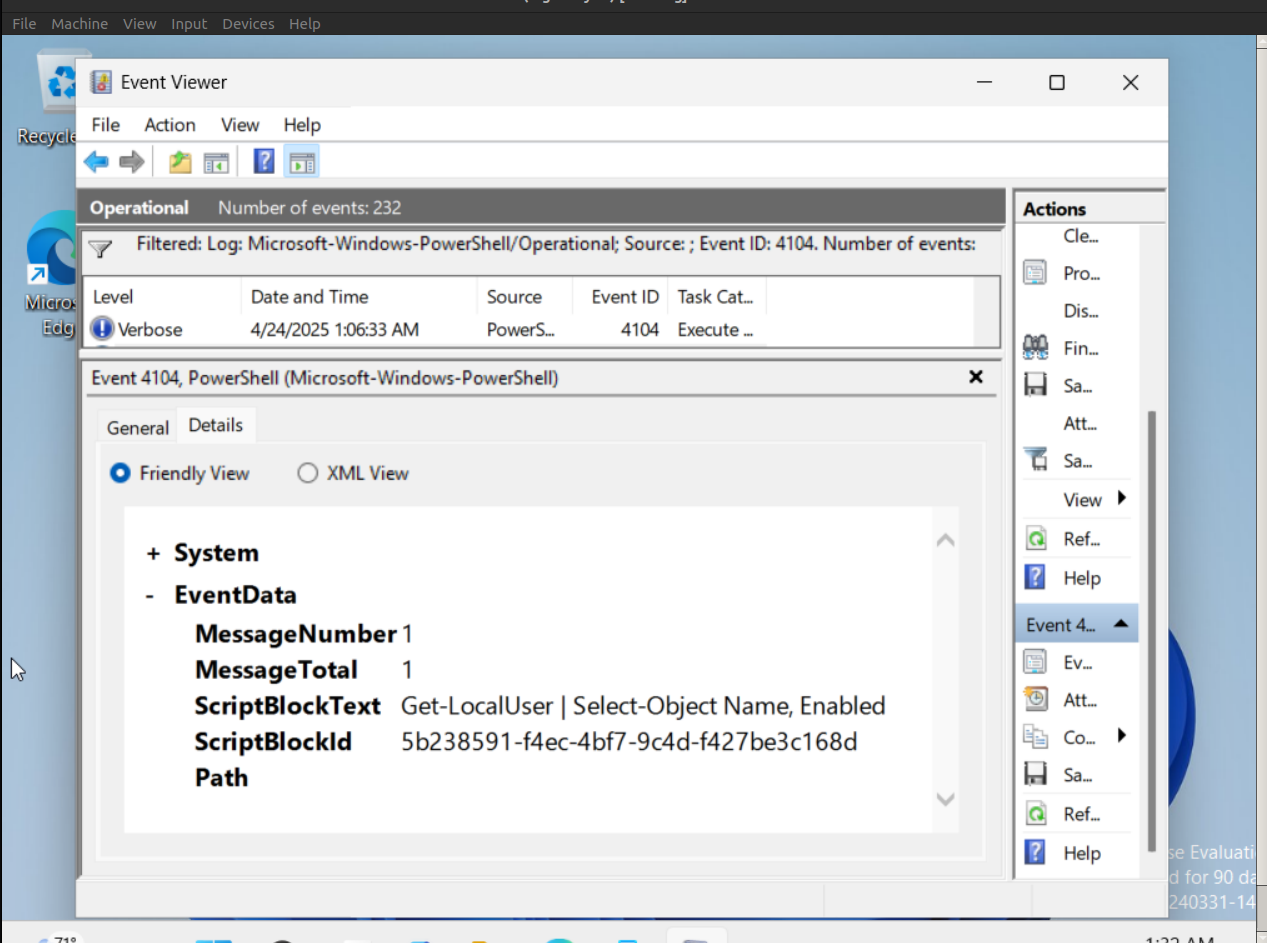 File Machine View Input Devices Help
Event Viewer
File Action View Help
Operational Number of events: 232
Filtered: Log: Microsoft-Windows-PowerShell/Operational; Source: ; Event ID: 4104. Number of events:
Level Date and Time Source Event ID Task Cat...
Verbose 4/24/2025 1:06:33 AM PowerS... 4104 Execute ...
Event 4104, PowerShell (Microsoft-Windows-PowerShell)
General Details
Friendly View XML View
+ System
- EventData
MessageNumber 1
MessageTotal 1
ScriptBlockText Get-LocalUser | Select-Object Name, Enabled
ScriptBlockId 5b238591-f4ec-4bf7-9c4d-f427be3c168d
Path
Actions
Cle...
Pro...
Dis...
Fin...
Sa...
Att...
Sa...
View
Ref...
Help
Event 4...
Ev...
Att...
Co...
Sa...
Ref...
Help
Recycle
Micros
Edg
se Evaluati
d for 90 da
240331-14
71°
1:32 AM